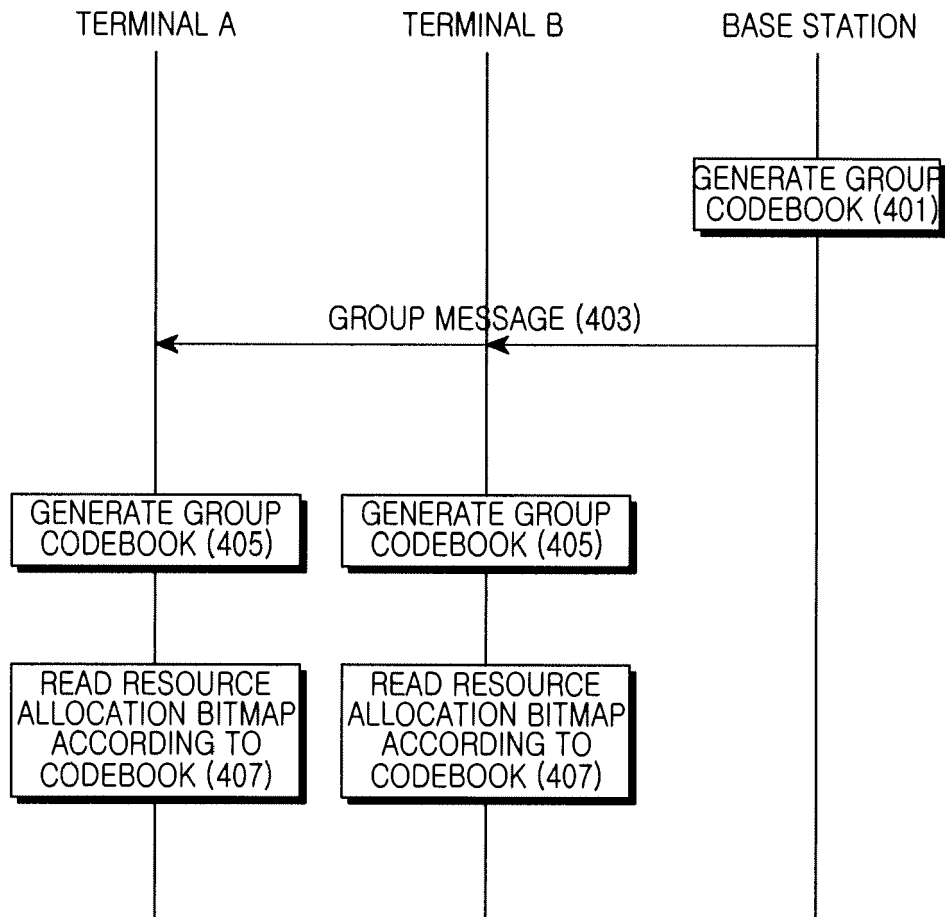 TERMINAL A
TERMINAL B
BASE STATION
GENERATE GROUP
CODEBOOK (401)
GROUP MESSAGE (403)
GENERATE GROUP
CODEBOOK (405)
GENERATE GROUP
CODEBOOK (405)
READ RESOURCE
ALLOCATION BITMAP
ACCORDING TO
CODEBOOK (407)
READ RESOURCE
ALLOCATION BITMAP
ACCORDING TO
CODEBOOK (407)